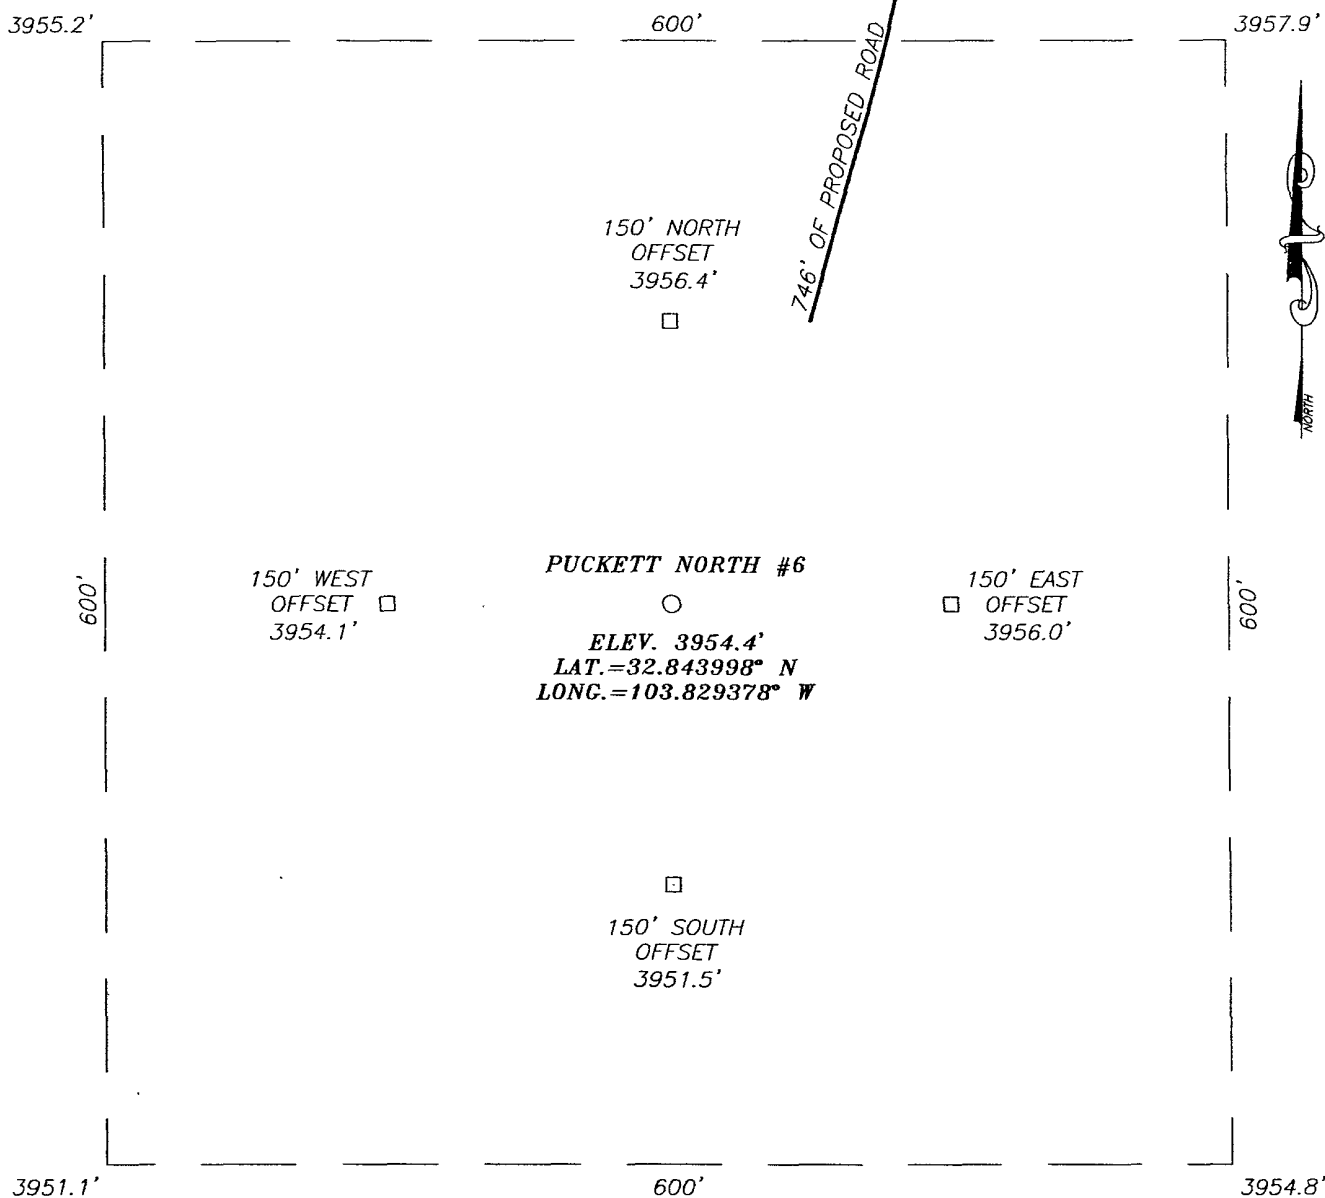 3955.2'
600'
3957.9'
746' OF PROPOSED ROAD
150' NORTH
OFFSET
3956.4'
NORTH
PUCKETT NORTH #6
150' WEST
OFFSET
3954.1'
150' EAST
OFFSET
3956.0'
600'
600'
ELEV. 3954.4'
LAT.=32.843998° N
LONG.=103.829378° W
150' SOUTH
OFFSET
3951.5'
3951.1'
600'
3954.8'